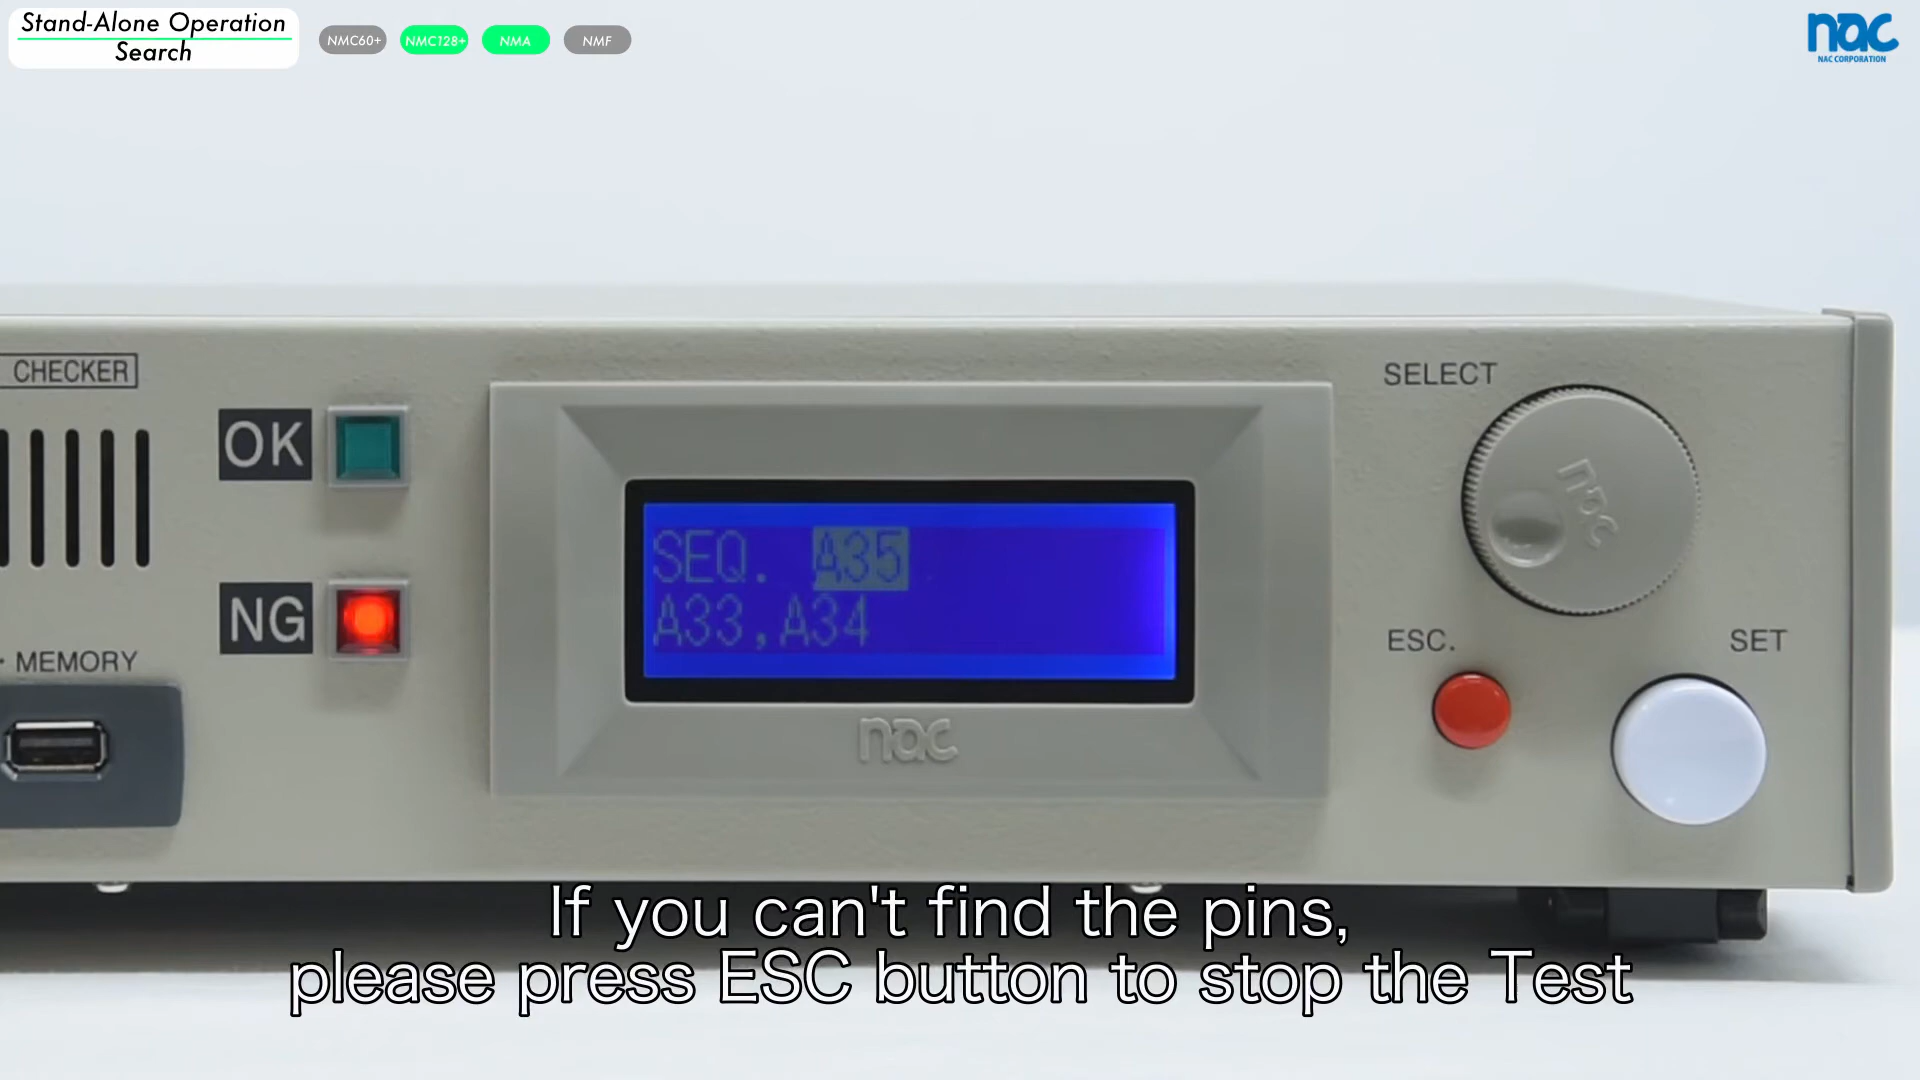 Stand-Alone Operation
Search
NMC60+
NMC128+
NMA
NMF
nac
NAC CORPORATION
CHECKER
OK
NG
MEMORY
SEQ. A35
A33,A34
nac
SELECT
nac
ESC.
SET
If you can't find the pins,
please press ESC button to stop the Test